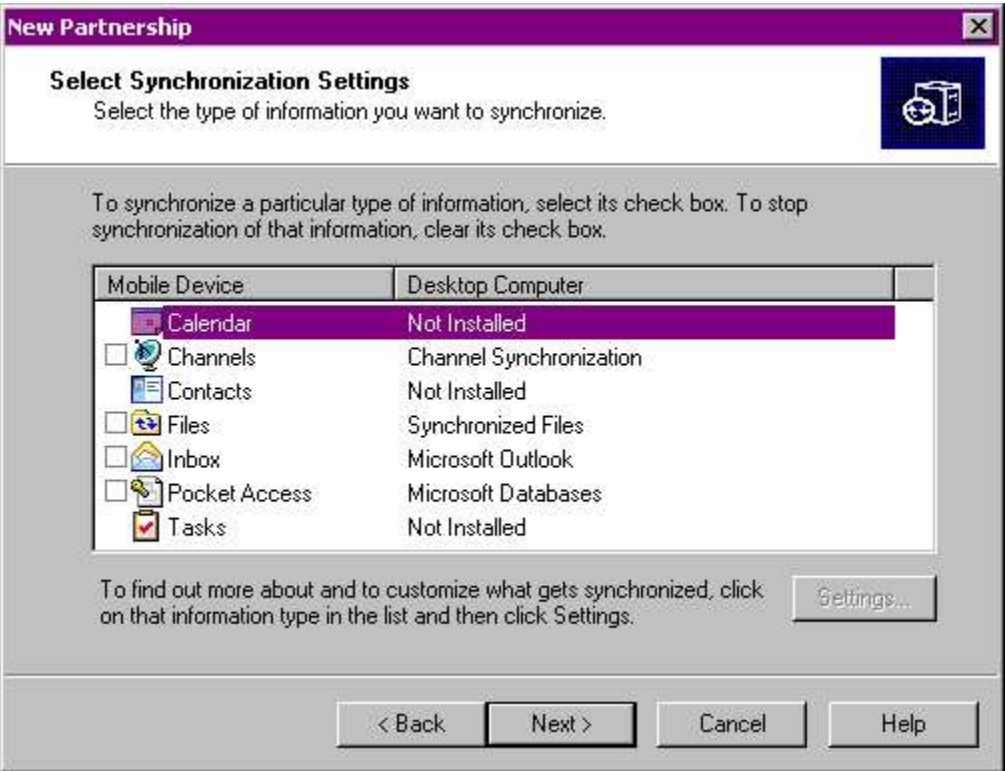 New Partnership
Select Synchronization Settings
Select the type of information you want to synchronize.
To synchronize a particular type of information, select its check box. To stop
synchronization of that information, clear its check box.
Mobile Device Desktop Computer
Calendar Not Installed
Channels Channel Synchronization
Contacts Not Installed
Files Synchronized Files
Inbox Microsoft Outlook
Pocket Access Microsoft Databases
Tasks Not Installed
To find out more about and to customize what gets synchronized, click
on that information type in the list and then click Settings.
Settings...
< Back Next > Cancel Help